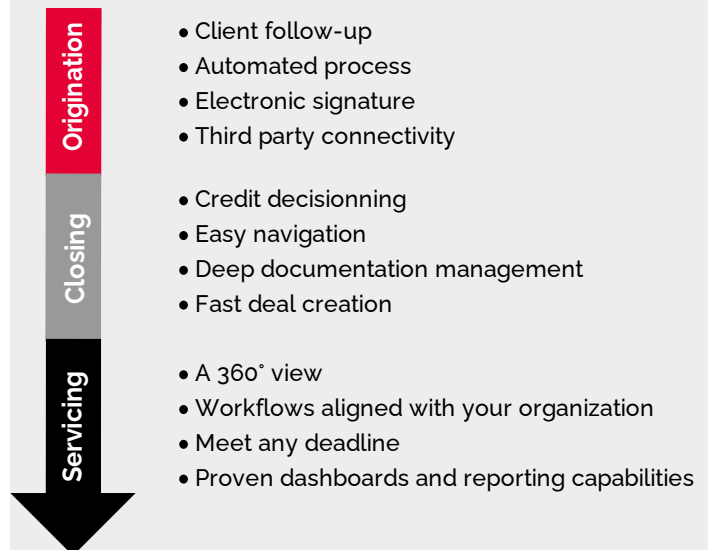 Origination
• Client follow-up
• Automated process
• Electronic signature
• Third party connectivity
Closing
• Credit decisionning
• Easy navigation
• Deep documentation management
• Fast deal creation
Servicing
• A 360° view
• Workflows aligned with your organization
• Meet any deadline
• Proven dashboards and reporting capabilities